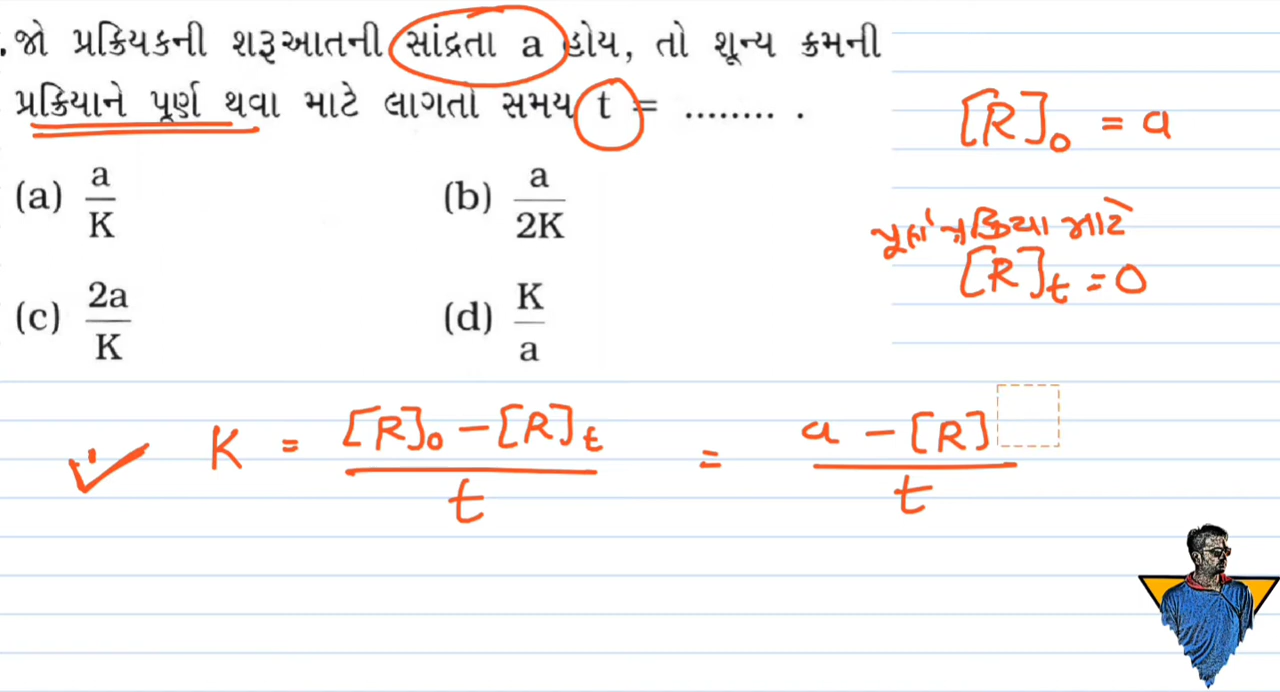 .જો પ્રક્રિયકની શરૂઆતની સાંદ્રતા a હોય, તો શૂન્ય ક્રમની
પ્રક્રિયાને પૂર્ણ થવા માટે લાગતો સમય t = ........ .
(a) a/K
(b) a/2K
(c) 2a/K
(d) K/a
[R]₀ = a
પૂર્ણ પ્રક્રિયા માટે
[R]t = 0
K = [R]₀ - [R]t / t = a - [R] / t